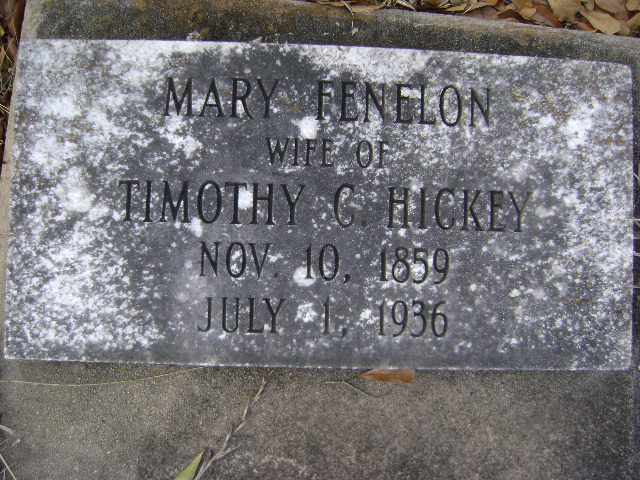 MARY FENELON
WIFE OF
TIMOTHY C. HICKEY
NOV. 10, 1859
JULY 1, 1936